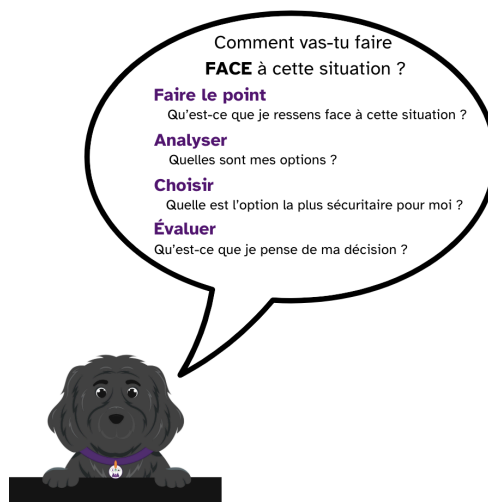 Comment vas-tu faire
FACE à cette situation ?
Faire le point
Qu'est-ce que je ressens face à cette situation ?
Analyser
Quelles sont mes options ?
Choisir
Quelle est l'option la plus sécuritaire pour moi ?
Évaluer
Qu'est-ce que je pense de ma décision ?